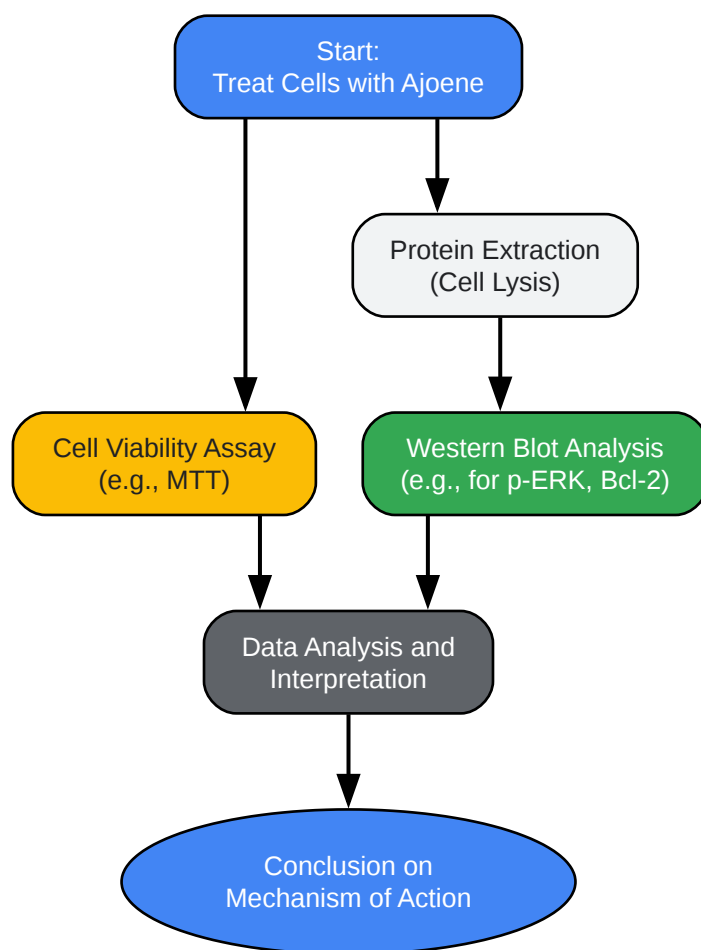 Start:
Treat Cells with Ajoene
Protein Extraction
(Cell Lysis)
Cell Viability Assay
(e.g., MTT)
Western Blot Analysis
(e.g., for p-ERK, Bcl-2)
Data Analysis and
Interpretation
Conclusion on
Mechanism of Action